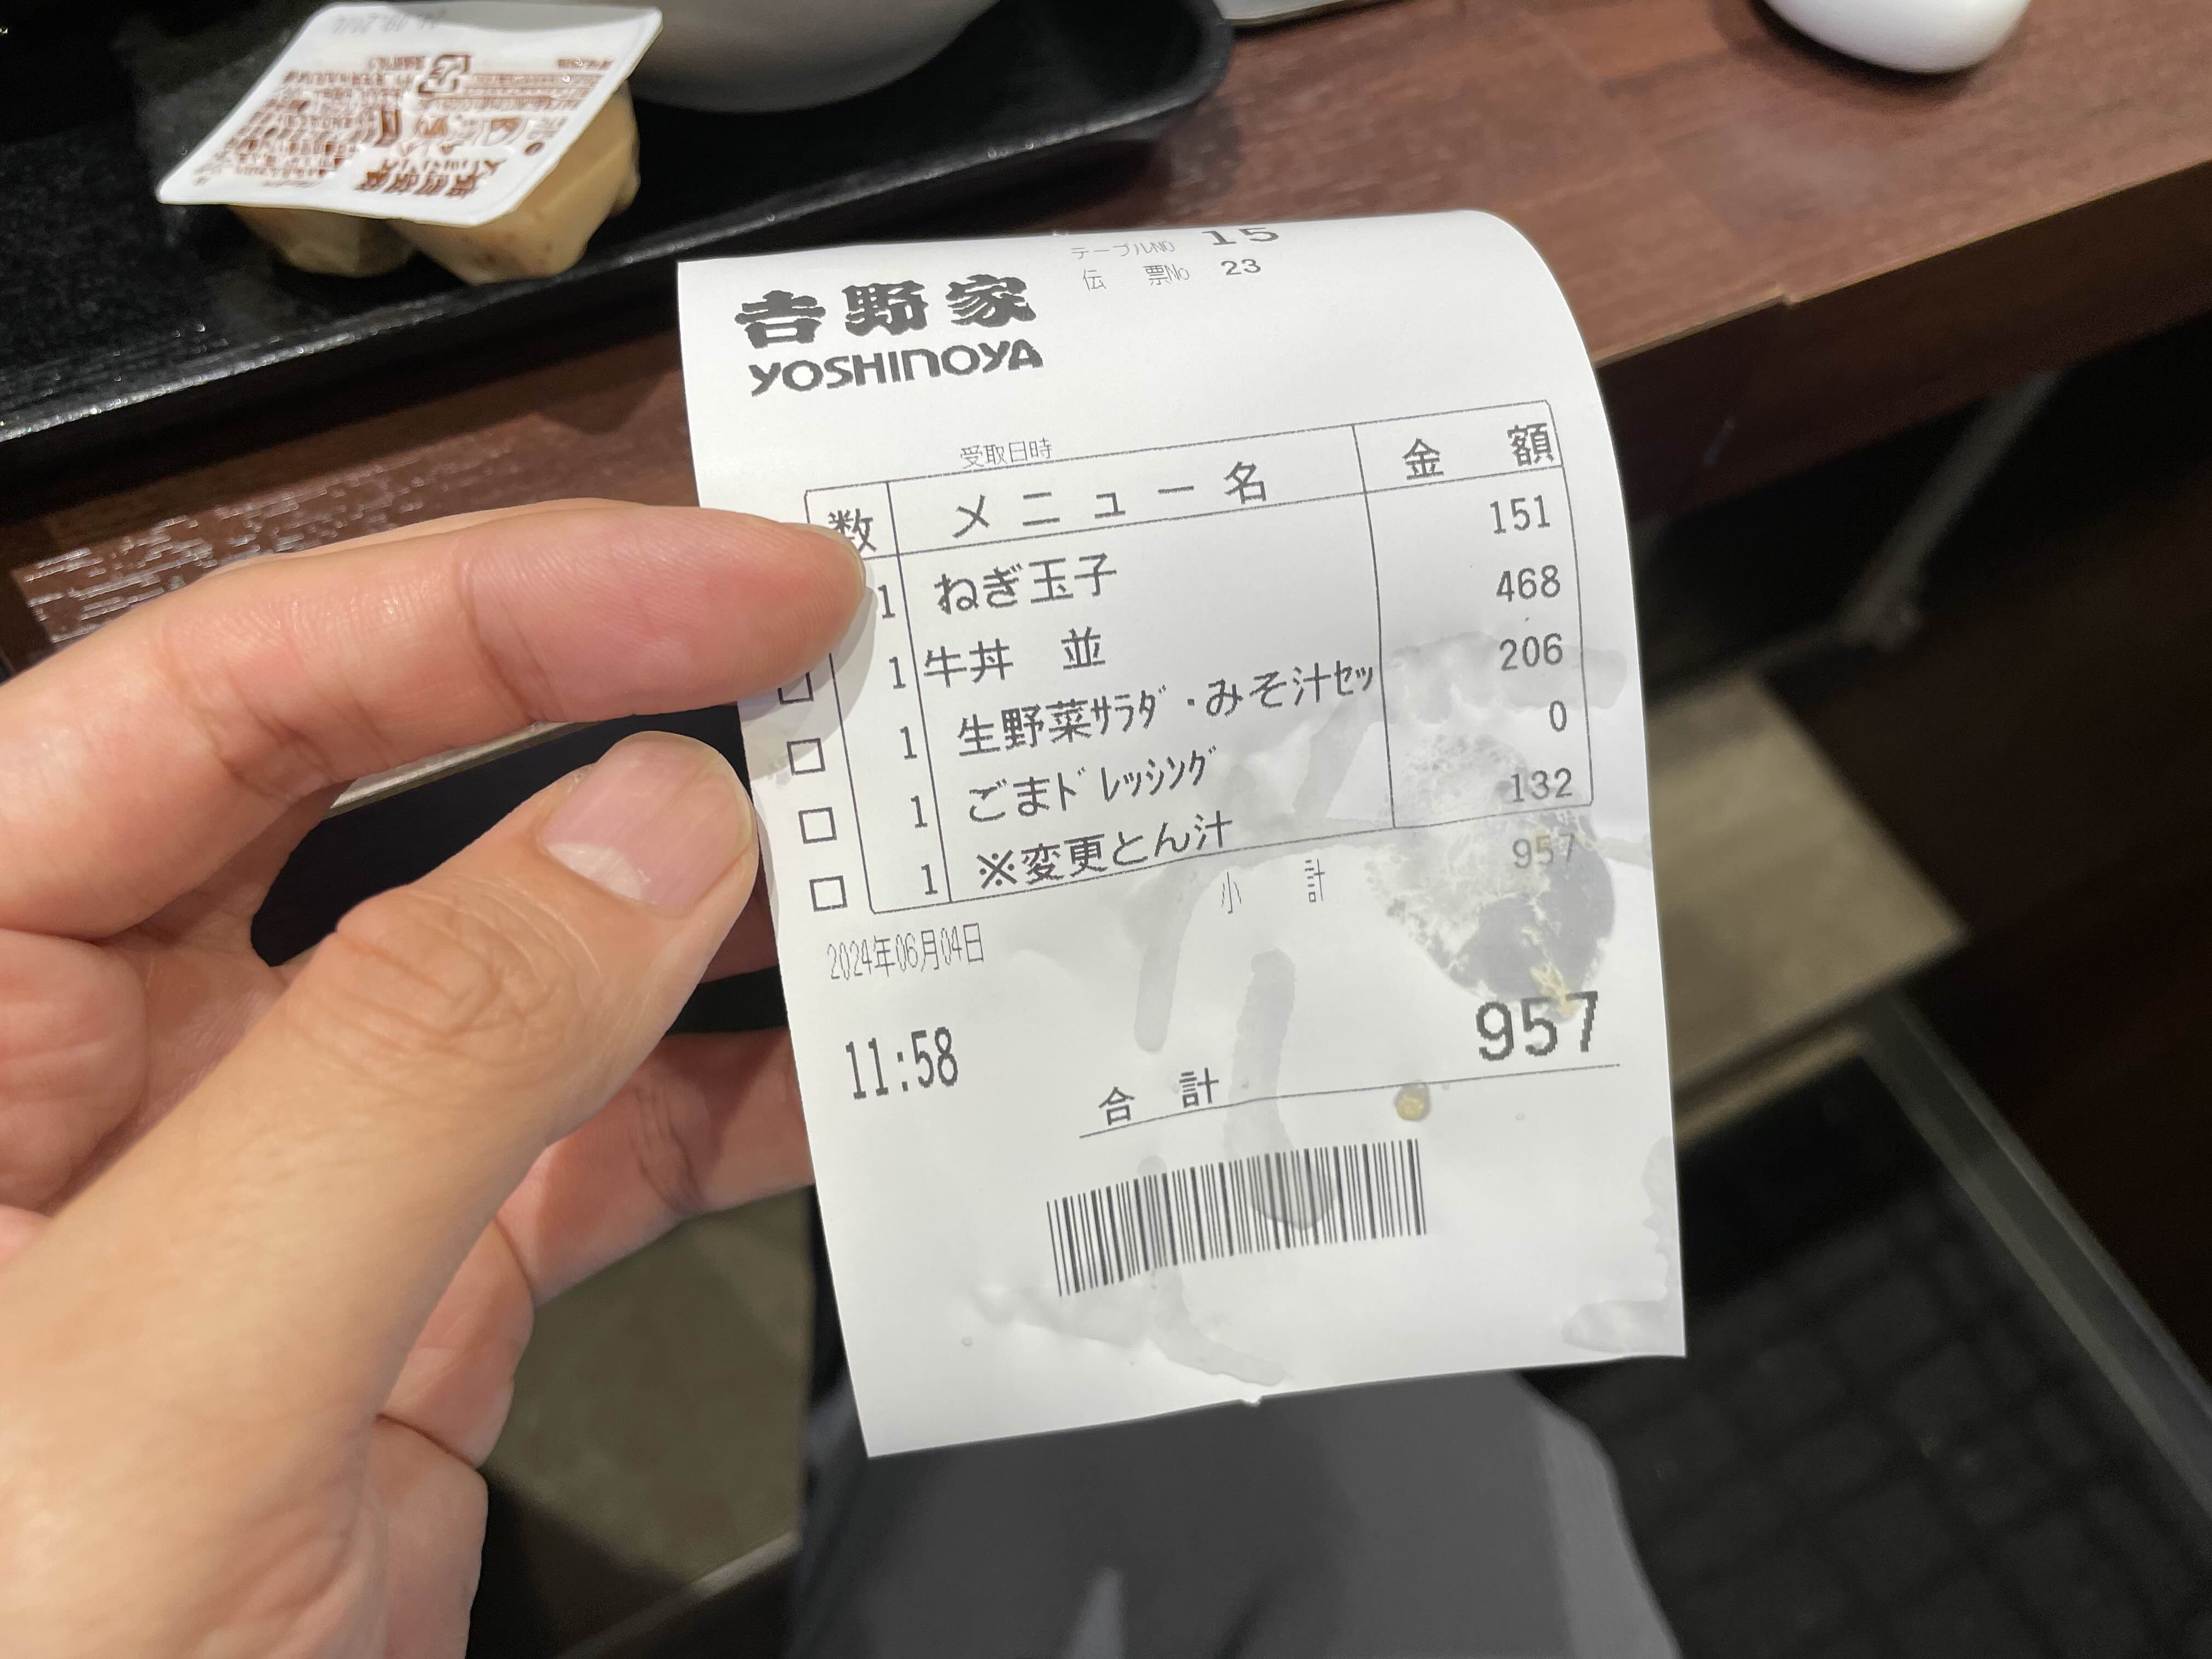 テーブルNO 15
伝 票No 23
吉野家
YOSHINOYA
受取日時
数 メニュー名 金 額
1 ねぎ玉子 151
1 牛丼 並 468
1 生野菜サラダ・みそ汁セッ 206
1 ごまドレッシング 0
1 ※変更とん汁 132
小 計 957
2024年06月04日
11:58
合 計 957